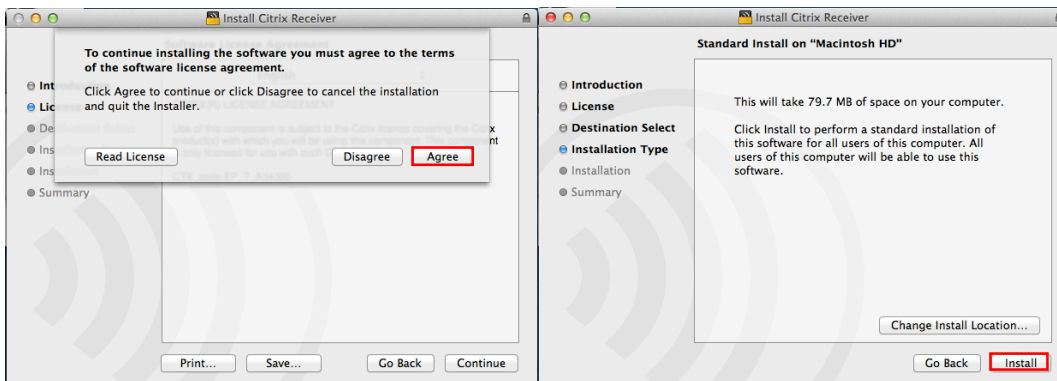 Install Citrix Receiver
To continue installing the software you must agree to the terms
of the software license agreement.
Click Agree to continue or click Disagree to cancel the installation
and quit the Installer.
Read License
Disagree
Agree
Summary
Print...
Save...
Go Back
Continue
Install Citrix Receiver
Standard Install on “Macintosh HD”
Introduction
License
Destination Select
Installation Type
Installation
Summary
This will take 79.7 MB of space on your computer.
Click Install to perform a standard installation of
this software for all users of this computer. All
users of this computer will be able to use this
software.
Change Install Location...
Go Back
Install